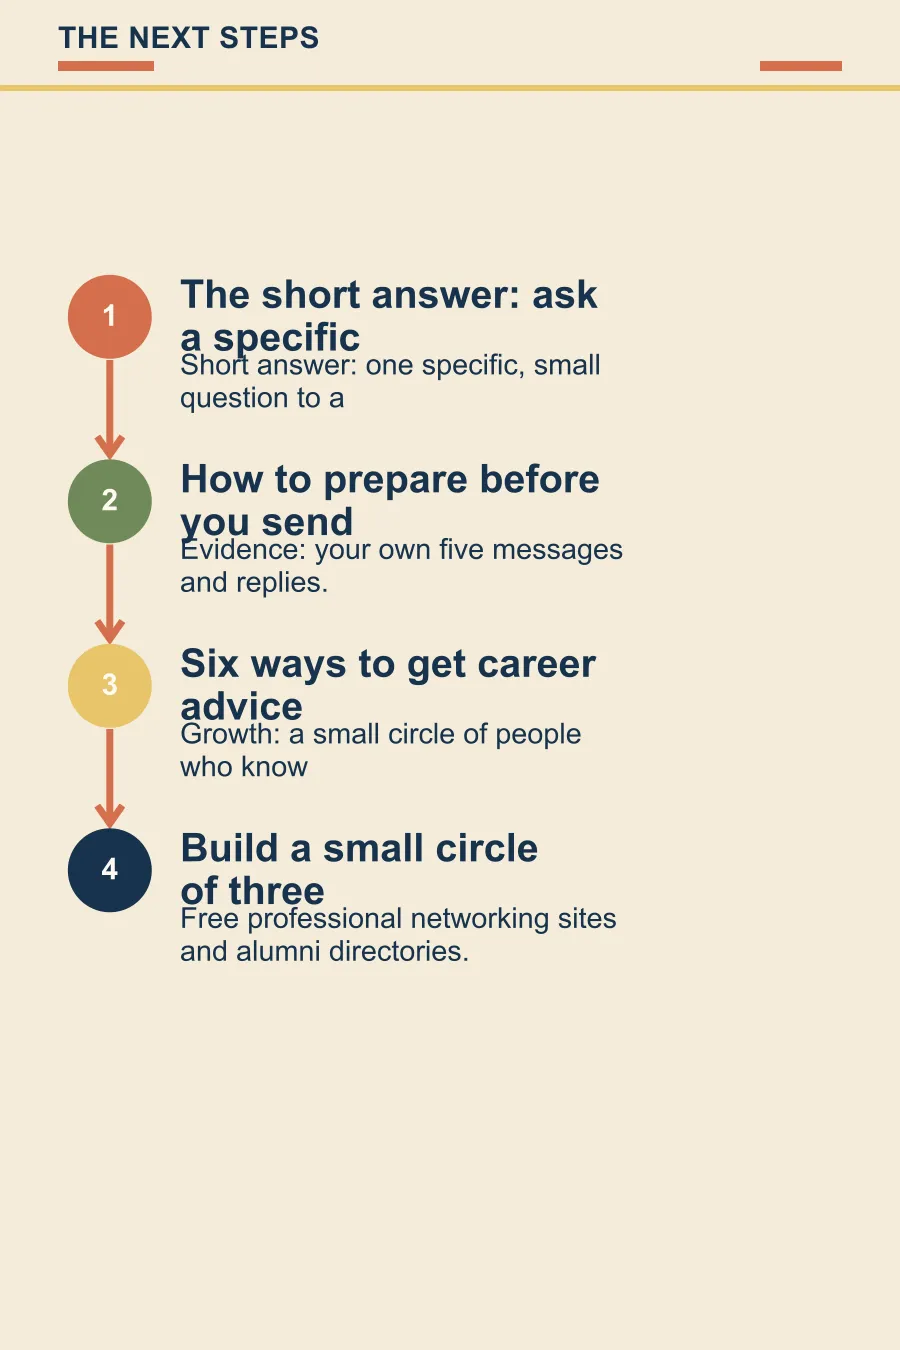 THE NEXT STEPS
1
The short answer: ask
a specific
Short answer: one specific, small
question to a
2
How to prepare before
you send
Evidence: your own five messages
and replies.
3
Six ways to get career
advice
Growth: a small circle of people
who know
4
Build a small circle
of three
Free professional networking sites
and alumni directories.